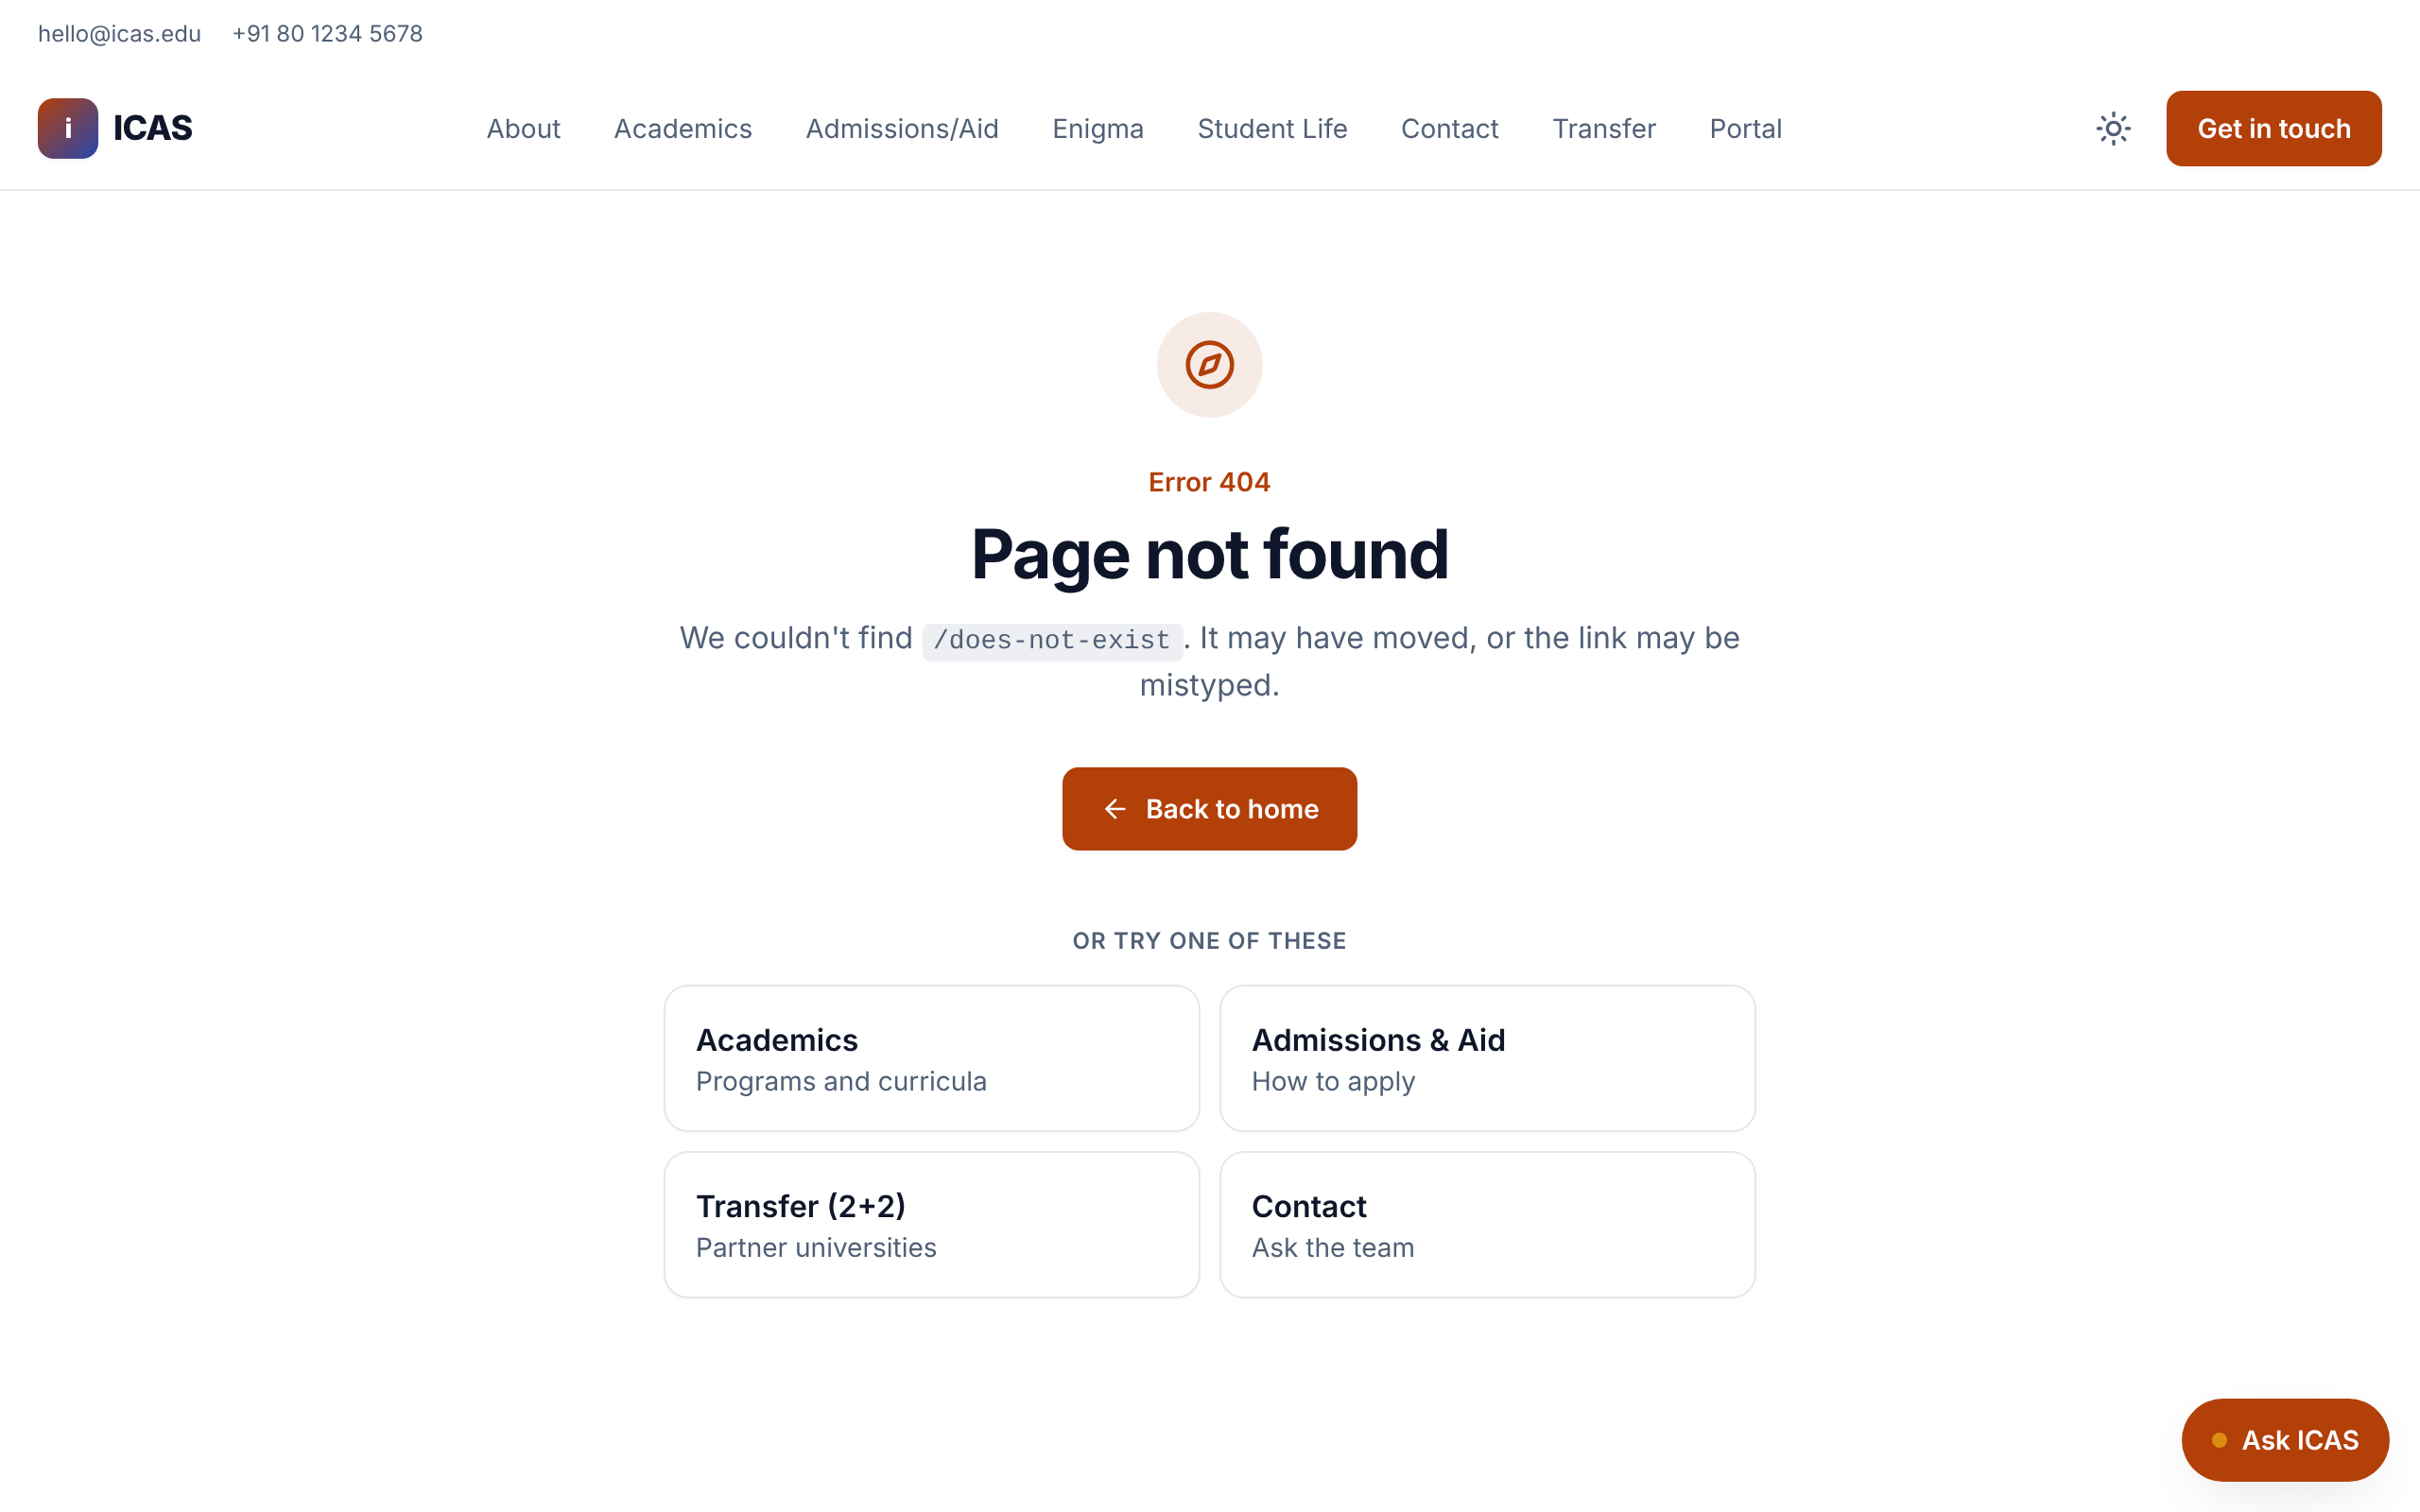 hello@icas.edu +91 80 1234 5678
i ICAS About Academics Admissions/Aid Enigma Student Life Contact Transfer Portal Get in touch
Error 404
Page not found
We couldn't find /does-not-exist. It may have moved, or the link may be
mistyped.
Back to home
OR TRY ONE OF THESE
Academics
Programs and curricula
Admissions & Aid
How to apply
Transfer (2+2)
Partner universities
Contact
Ask the team
Ask ICAS